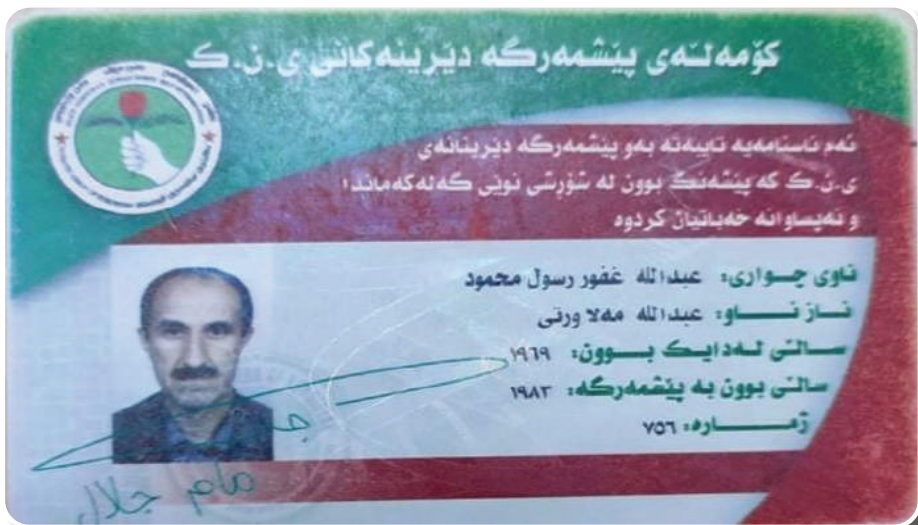 کۆمەڵەی پێشمەرگە دێرینەکانی ی.ن.ک
ئەم ناسنامەیە تایبەتە بەو پێشمەرگە دێرینانەی
ی.ن.ک کە پێشەنگ بوون لە شۆڕشی نوێی گەلەکەماندا
و نەپساوانە خەباتیان کردوە
ناوی چواری: عبدالله غفور رسول محمود
نازناو: عبدالله مەلا ورتی
ساڵی لەدایک بوون: ١٩٦٩
ساڵی بوون بە پێشمەرگە: ١٩٨٣
ژمارە: ٧٥٦
مام جلال